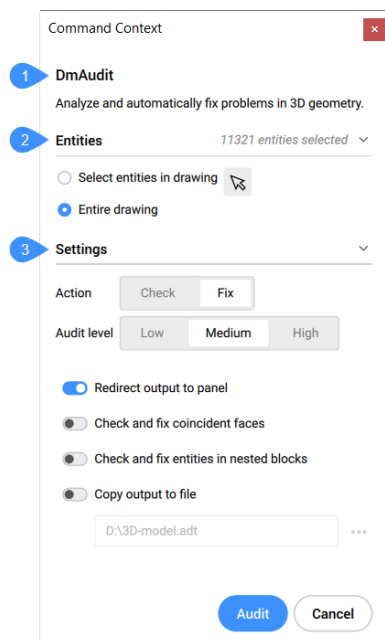 Command Context
1
DmAudit
Analyze and automatically fix problems in 3D geometry.
2
Entities 11321 entities selected
Select entities in drawing
Entire drawing
3
Settings
Action Check Fix
Audit level Low Medium High
Redirect output to panel
Check and fix coincident faces
Check and fix entities in nested blocks
Copy output to file
D:\3D-model.adt ...
Audit Cancel